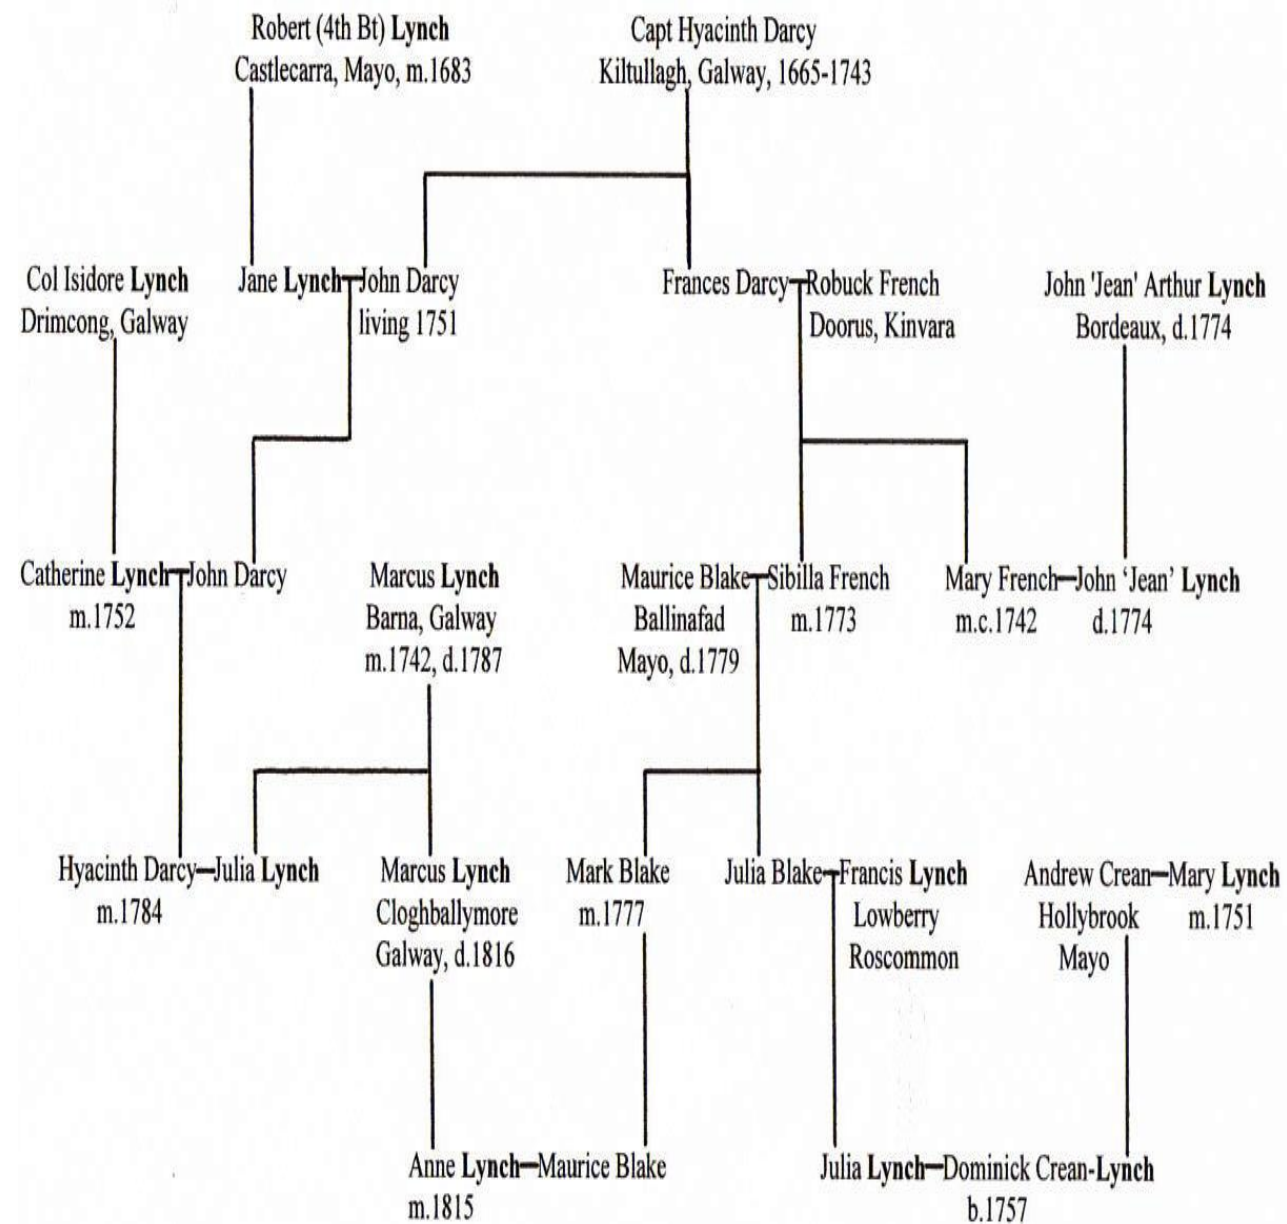 Robert (4th Bt) Lynch
Castlecarra, Mayo, m.1683
Capt Hyacinth Darcy
Kiltullagh, Galway, 1665-1743
Col Isidore Lynch
Drimcong, Galway
Jane Lynch John Darcy
living 1751
Frances Darcy Robuck French
Doorus, Kinvara
John 'Jean' Arthur Lynch
Bordeaux, d.1774
Catherine Lynch John Darcy
m.1752
Marcus Lynch
Barna, Galway
m.1742, d.1787
Maurice Blake Sibilla French
Ballinafad m.1773
Mayo, d.1779
Mary French John ‘Jean’ Lynch
m.c.1742 d.1774
Hyacinth Darcy Julia Lynch
m.1784
Marcus Lynch
Cloghballymore
Galway, d.1816
Mark Blake
m.1777
Julia Blake Francis Lynch
Lowberry
Roscommon
Andrew Crean Mary Lynch
Hollybrook m.1751
Mayo
Anne Lynch Maurice Blake
m.1815
Julia Lynch Dominick Crean-Lynch
b.1757